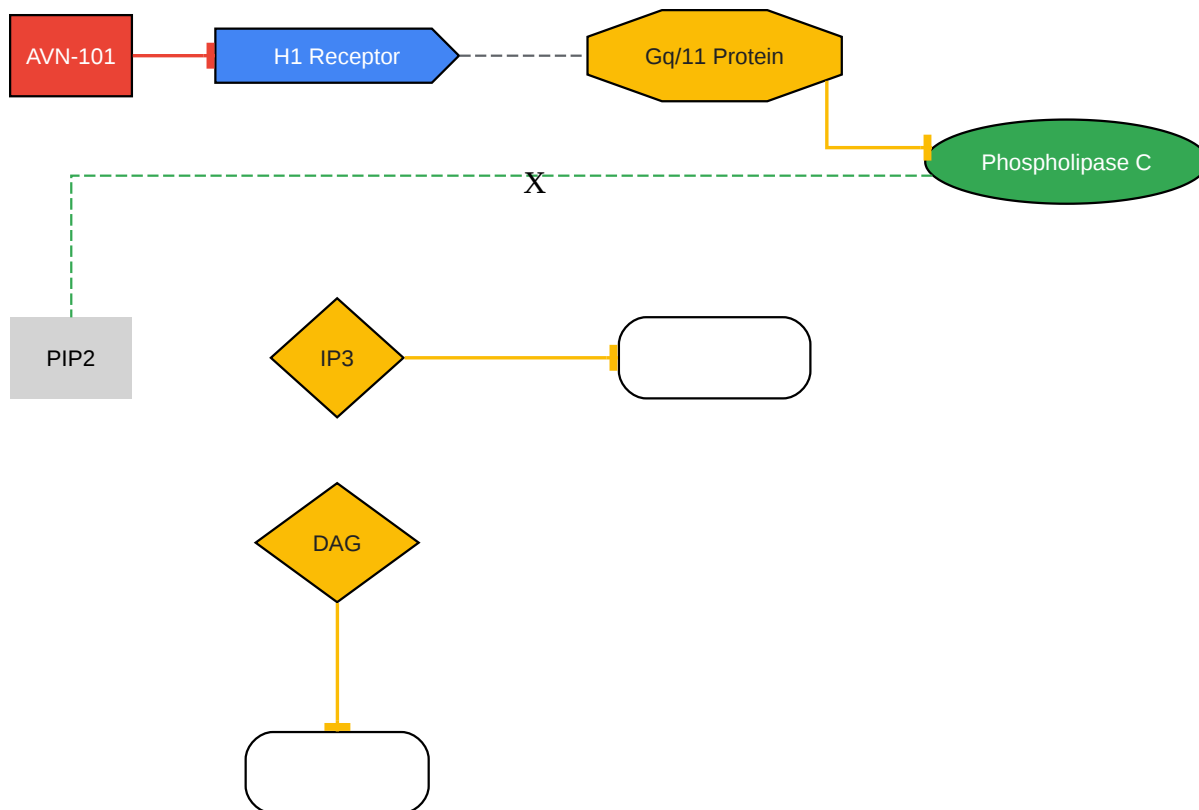 AVN-101
H1 Receptor
Gq/11 Protein
Phospholipase C
X
PIP2
IP3
DAG